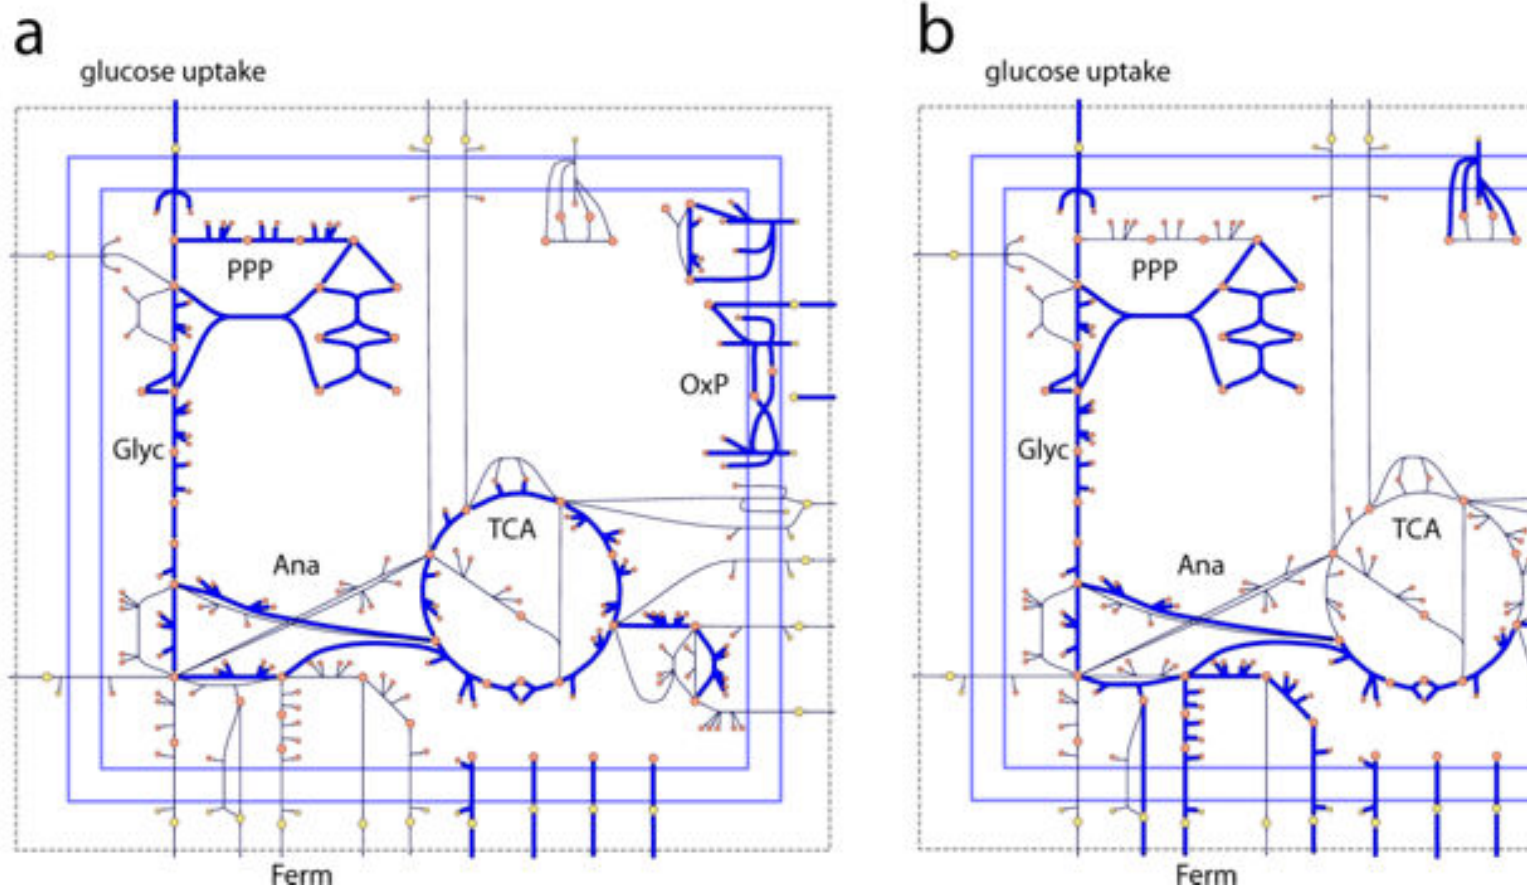 a
glucose uptake
PPP
OxP
Glyc
TCA
Ana
Ferm
b
glucose uptake
PPP
Glyc
TCA
Ana
Ferm